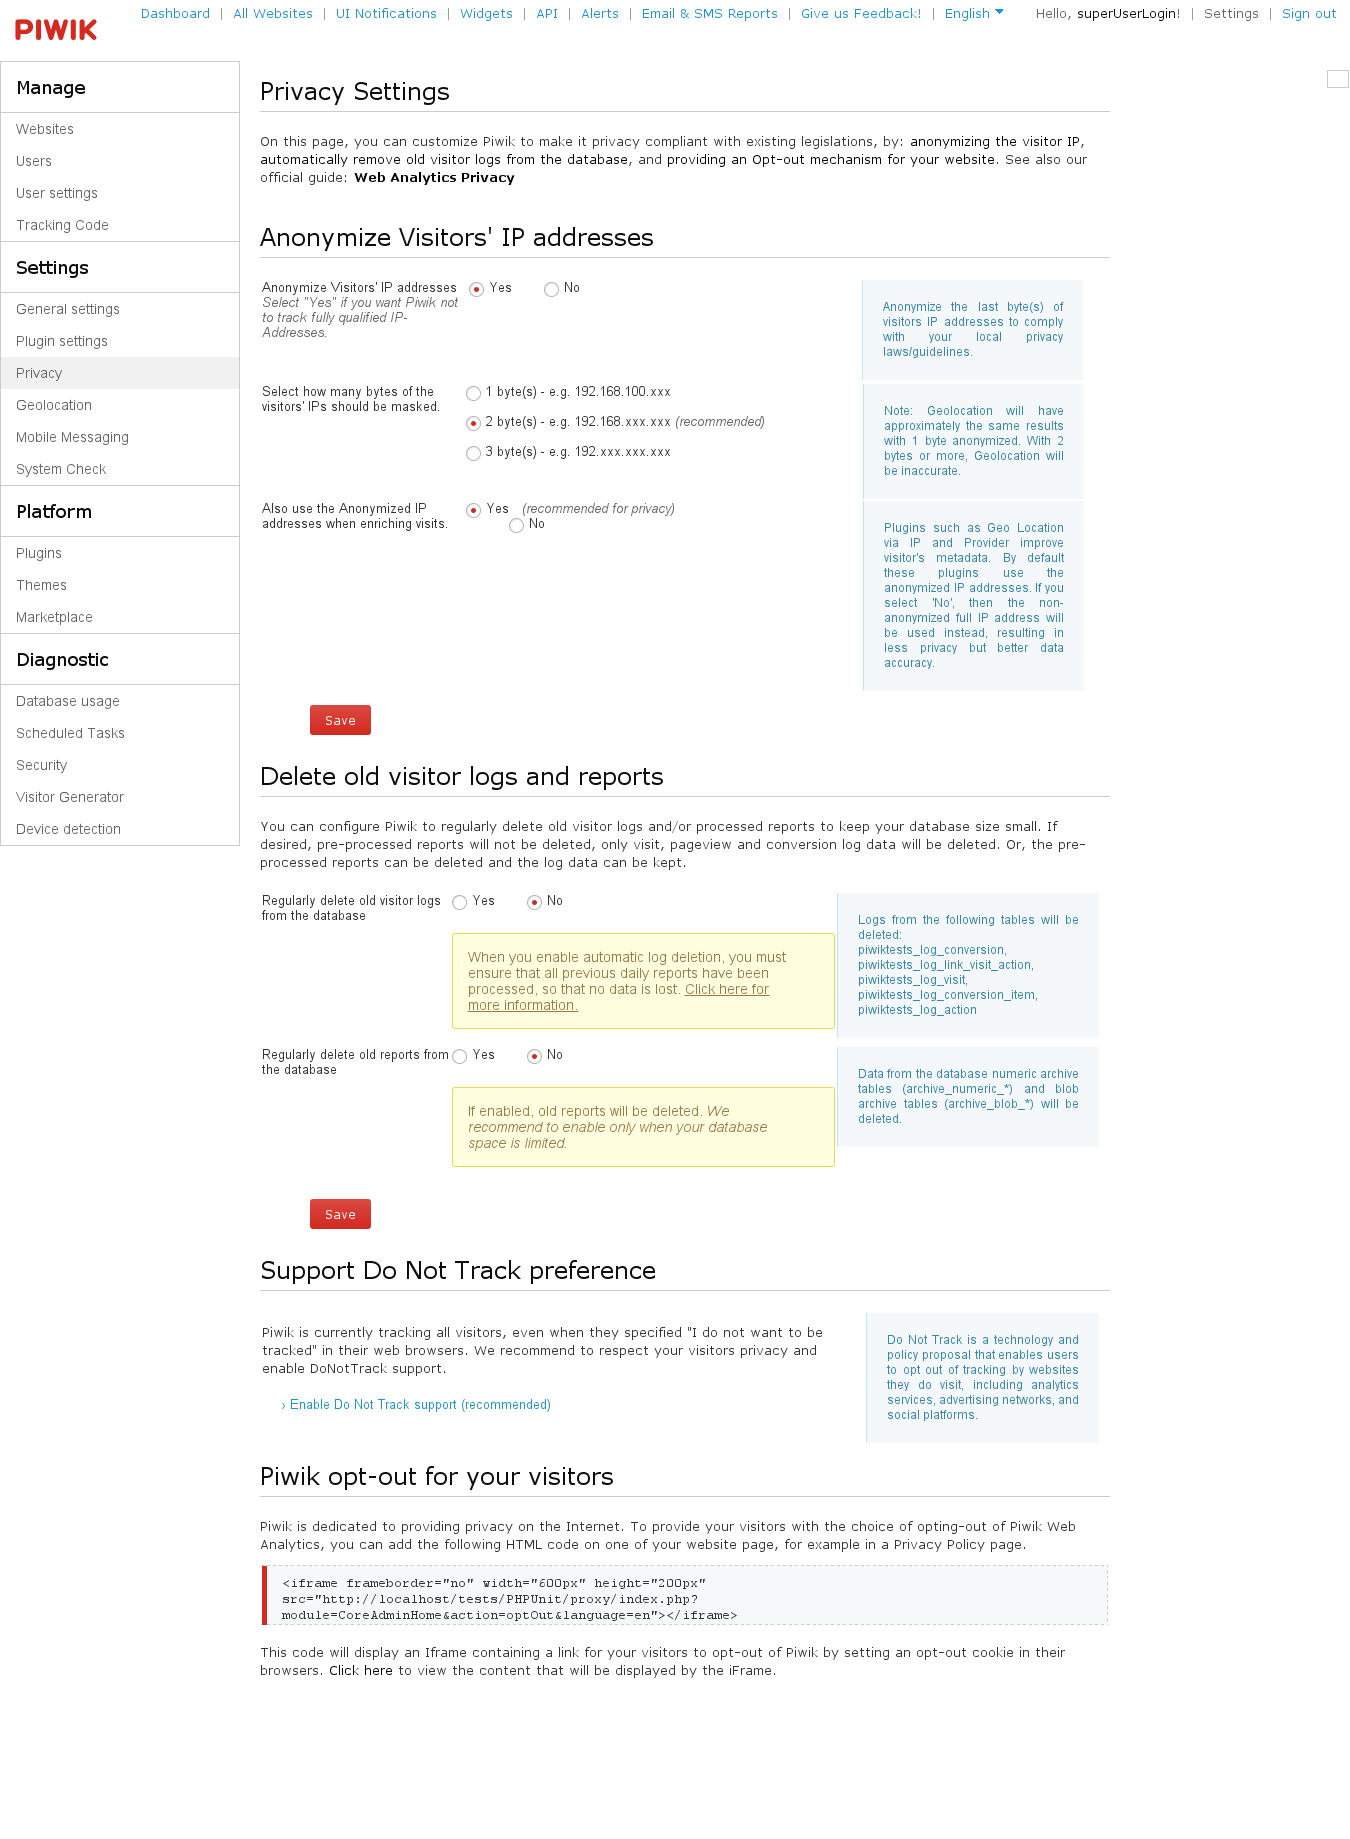 PIWIK
Dashboard | All Websites | UI Notifications | Widgets | API | Alerts | Email & SMS Reports | Give us Feedback! | English
Hello, superUserLogin! | Settings | Sign out
Manage
Websites
Users
User settings
Tracking Code
Settings
General settings
Plugin settings
Privacy
Geolocation
Mobile Messaging
System Check
Platform
Plugins
Themes
Marketplace
Diagnostic
Database usage
Scheduled Tasks
Security
Visitor Generator
Device detection
Privacy Settings
On this page, you can customize Piwik to make it privacy compliant with existing legislations, by: anonymizing the visitor IP,
automatically remove old visitor logs from the database, and providing an Opt-out mechanism for your website. See also our
official guide: Web Analytics Privacy
Anonymize Visitors' IP addresses
Anonymize Visitors' IP addresses
Select "Yes" if you want Piwik not
to track fully qualified IP-
Addresses.
Yes No
Anonymize the last byte(s) of
visitors IP addresses to comply
with your local privacy
laws/guidelines.
Select how many bytes of the
visitors' IPs should be masked.
1 byte(s) - e.g. 192.168.100.xxx
2 byte(s) - e.g. 192.168.xxx.xxx (recommended)
3 byte(s) - e.g. 192.xxx.xxx.xxx
Note: Geolocation will have
approximately the same results
with 1 byte anonymized. With 2
bytes or more, Geolocation will
be inaccurate.
Also use the Anonymized IP
addresses when enriching visits.
Yes (recommended for privacy)
No
Plugins such as Geo Location
via IP and Provider improve
visitor's metadata. By default
these plugins use the
anonymized IP addresses. If you
select 'No', then the non-
anonymized full IP address will
be used instead, resulting in
less privacy but better data
accuracy.
Save
Delete old visitor logs and reports
You can configure Piwik to regularly delete old visitor logs and/or processed reports to keep your database size small. If
desired, pre-processed reports will not be deleted, only visit, pageview and conversion log data will be deleted. Or, the pre-
processed reports can be deleted and the log data can be kept.
Regularly delete old visitor logs
from the database
Yes No
When you enable automatic log deletion, you must
ensure that all previous daily reports have been
processed, so that no data is lost. Click here for
more information.
Logs from the following tables will be
deleted:
piwiktests_log_conversion,
piwiktests_log_link_visit_action,
piwiktests_log_visit,
piwiktests_log_conversion_item,
piwiktests_log_action
Regularly delete old reports from
the database
Yes No
If enabled, old reports will be deleted. We
recommend to enable only when your database
space is limited.
Data from the database numeric archive
tables (archive_numeric_*) and blob
archive tables (archive_blob_*) will be
deleted.
Save
Support Do Not Track preference
Piwik is currently tracking all visitors, even when they specified "I do not want to be
tracked" in their web browsers. We recommend to respect your visitors privacy and
enable DoNotTrack support.
› Enable Do Not Track support (recommended)
Do Not Track is a technology and
policy proposal that enables users
to opt out of tracking by websites
they do visit, including analytics
services, advertising networks, and
social platforms.
Piwik opt-out for your visitors
Piwik is dedicated to providing privacy on the Internet. To provide your visitors with the choice of opting-out of Piwik Web
Analytics, you can add the following HTML code on one of your website page, for example in a Privacy Policy page.
<iframe frameborder="no" width="600px" height="200px"
src="http://localhost/tests/PHPUnit/proxy/index.php?
module=CoreAdminHome&action=optOut&language=en"></iframe>
This code will display an Iframe containing a link for your visitors to opt-out of Piwik by setting an opt-out cookie in their
browsers. Click here to view the content that will be displayed by the iFrame.